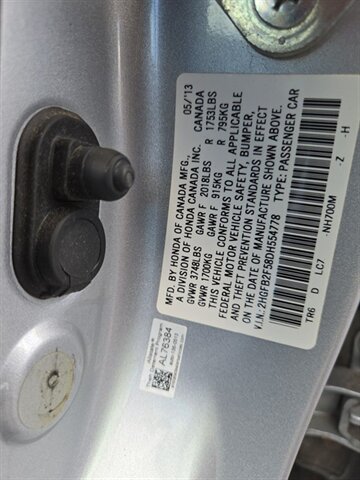 MFD. BY HONDA OF CANADA MFG., 05/'13
A DIVISION OF HONDA CANADA INC. CANADA
GVWR 3748LBS GAWR F 2018LBS R 1753LBS
GVWR 1700KG GAWR F 915KG R 795KG
THIS VEHICLE CONFORMS TO ALL APPLICABLE
FEDERAL MOTOR VEHICLE SAFETY, BUMPER,
AND THEFT PREVENTION STANDARDS IN EFFECT
ON THE DATE OF MANUFACTURE SHOWN ABOVE.
V.I.N.: 2HGFB2F58DH554778 TYPE: PASSENGER CAR
TR6 D LC7 -NH700M -Z -H
AL76384